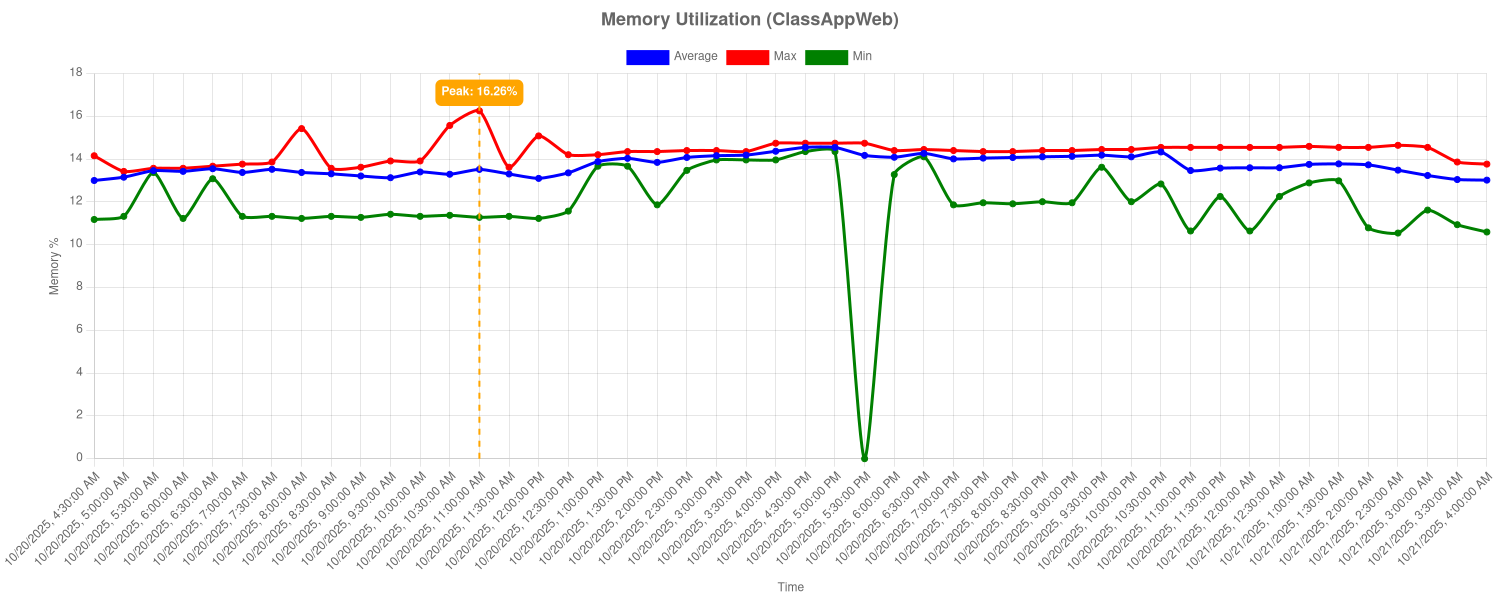 Memory Utilization (ClassAppWeb)
Average Max Min
18
Peak: 16.26%
16
14
12
10
8
6
4
2
0
Memory %
10/20/2025, 4:30:00 AM
10/20/2025, 5:00:00 AM
10/20/2025, 5:30:00 AM
10/20/2025, 6:00:00 AM
10/20/2025, 6:30:00 AM
10/20/2025, 7:00:00 AM
10/20/2025, 7:30:00 AM
10/20/2025, 8:00:00 AM
10/20/2025, 8:30:00 AM
10/20/2025, 9:00:00 AM
10/20/2025, 9:30:00 AM
10/20/2025, 10:00:00 AM
10/20/2025, 10:30:00 AM
10/20/2025, 11:00:00 AM
10/20/2025, 11:30:00 AM
10/20/2025, 12:00:00 PM
10/20/2025, 12:30:00 PM
10/20/2025, 1:00:00 PM
10/20/2025, 1:30:00 PM
10/20/2025, 2:00:00 PM
10/20/2025, 2:30:00 PM
10/20/2025, 3:00:00 PM
10/20/2025, 3:30:00 PM
10/20/2025, 4:00:00 PM
10/20/2025, 4:30:00 PM
10/20/2025, 5:00:00 PM
10/20/2025, 5:30:00 PM
10/20/2025, 6:00:00 PM
10/20/2025, 6:30:00 PM
10/20/2025, 7:00:00 PM
10/20/2025, 7:30:00 PM
10/20/2025, 8:00:00 PM
10/20/2025, 8:30:00 PM
10/20/2025, 9:00:00 PM
10/20/2025, 9:30:00 PM
10/20/2025, 10:00:00 PM
10/20/2025, 10:30:00 PM
10/20/2025, 11:00:00 PM
10/20/2025, 11:30:00 PM
10/21/2025, 12:00:00 AM
10/21/2025, 12:30:00 AM
10/21/2025, 1:00:00 AM
10/21/2025, 1:30:00 AM
10/21/2025, 2:00:00 AM
10/21/2025, 2:30:00 AM
10/21/2025, 3:00:00 AM
10/21/2025, 3:30:00 AM
10/21/2025, 4:00:00 AM
Time